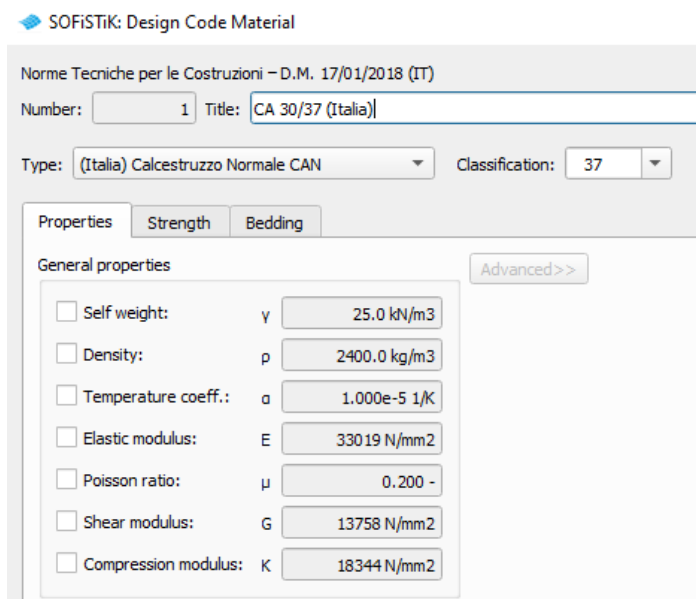 SOFiSTiK: Design Code Material
Norme Tecniche per le Costruzioni – D.M. 17/01/2018 (IT)
Number: 1 Title: CA 30/37 (Italia)
Type: (Italia) Calcestruzzo Normale CAN Classification: 37
Properties Strength Bedding
General properties Advanced>>
Self weight: γ 25.0 kN/m3
Density: ρ 2400.0 kg/m3
Temperature coeff.: α 1.000e-5 1/K
Elastic modulus: E 33019 N/mm2
Poisson ratio: μ 0.200 -
Shear modulus: G 13758 N/mm2
Compression modulus: K 18344 N/mm2